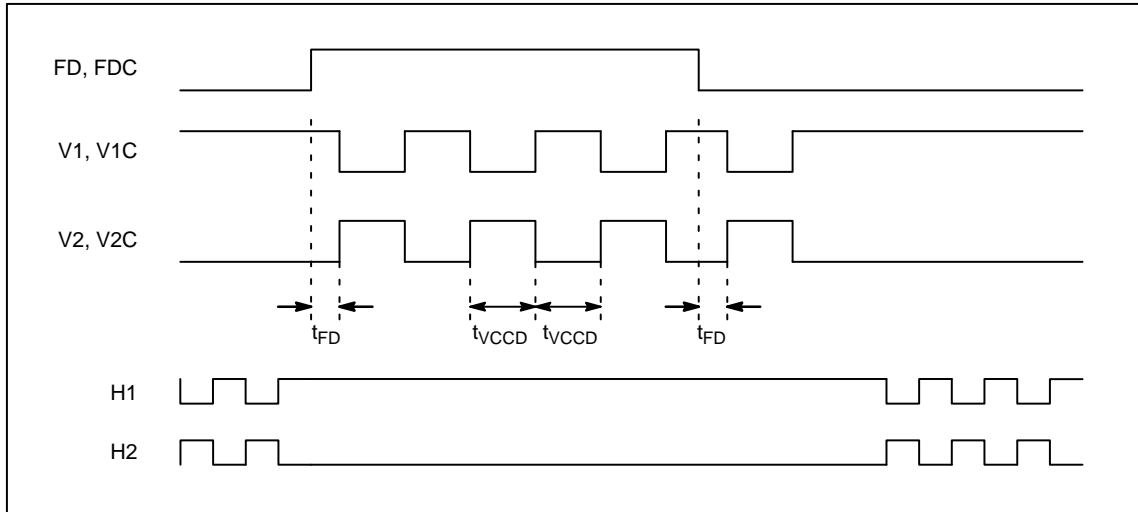 FD, FDC
V1, V1C
V2, V2C
tFD tVCCD tVCCD tFD
H1
H2